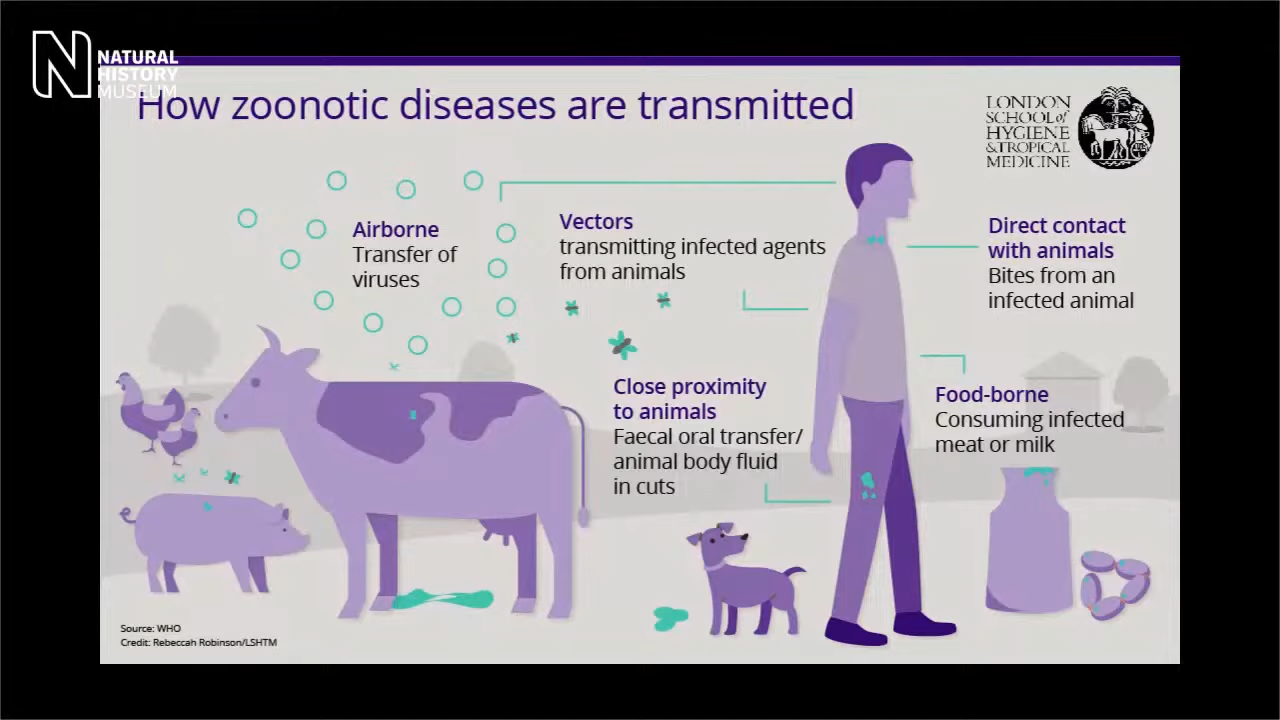 NATURAL
HISTORY
MUSEUM
How zoonotic diseases are transmitted
LONDON
SCHOOL of
HYGIENE
& TROPICAL
MEDICINE
Airborne
Transfer of
viruses
Vectors
transmitting infected agents
from animals
Direct contact
with animals
Bites from an
infected animal
Close proximity
to animals
Faecal oral transfer/
animal body fluid
in cuts
Food-borne
Consuming infected
meat or milk
Source: WHO
Credit: Rebeccah Robinson/LSHTM